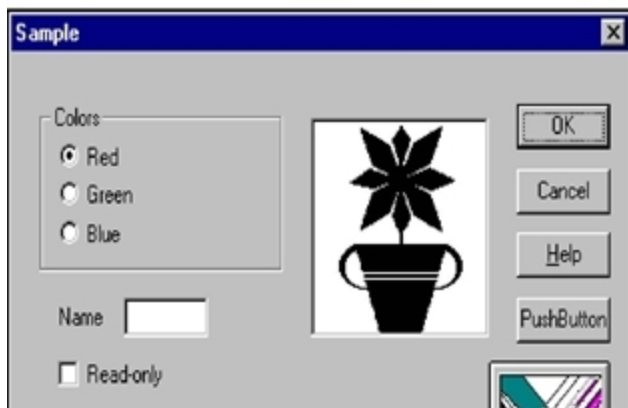 Sample
Colors
Red
Green
Blue
Name
Read-only
OK
Cancel
Help
PushButton